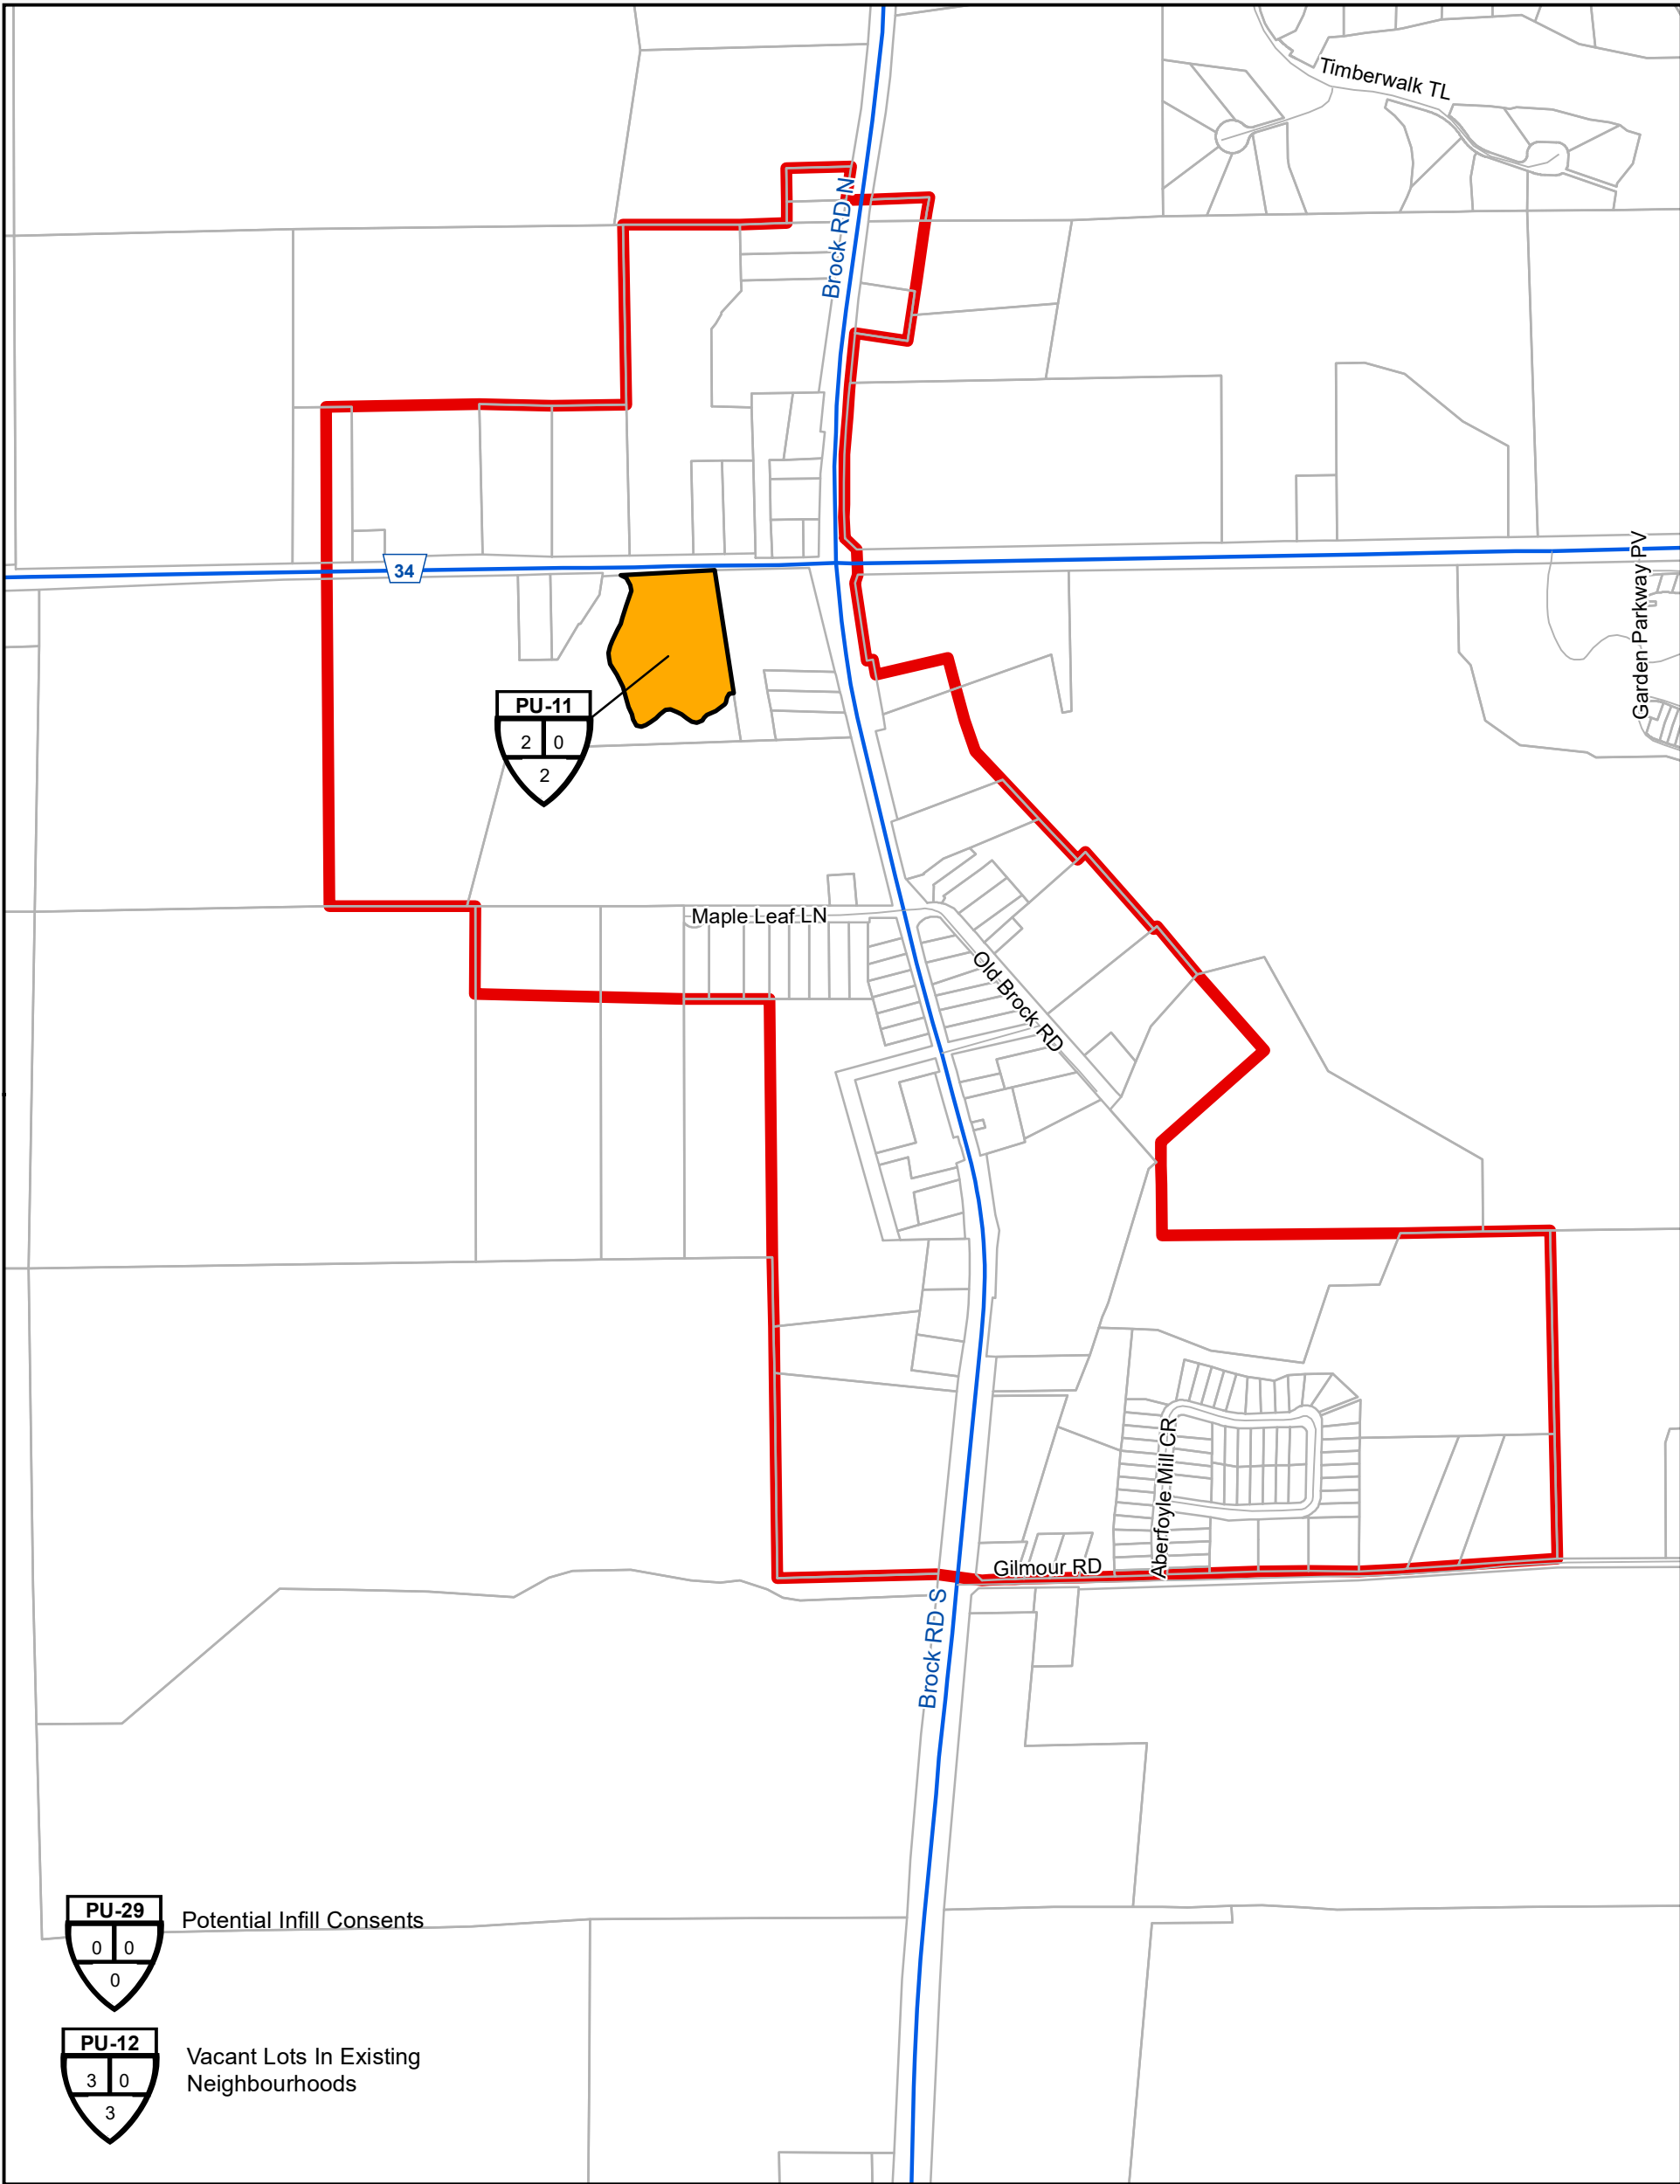 Timberwalk TL
Brock RD N
34
Garden Parkway PV
PU-11
2 0
2
Maple Leaf LN
Old Brock RD
Aberfoyle Mill CR
Gilmour RD
Brock RD S
PU-29
0 0
0
Potential Infill Consents
PU-12
3 0
3
Vacant Lots In Existing
Neighbourhoods